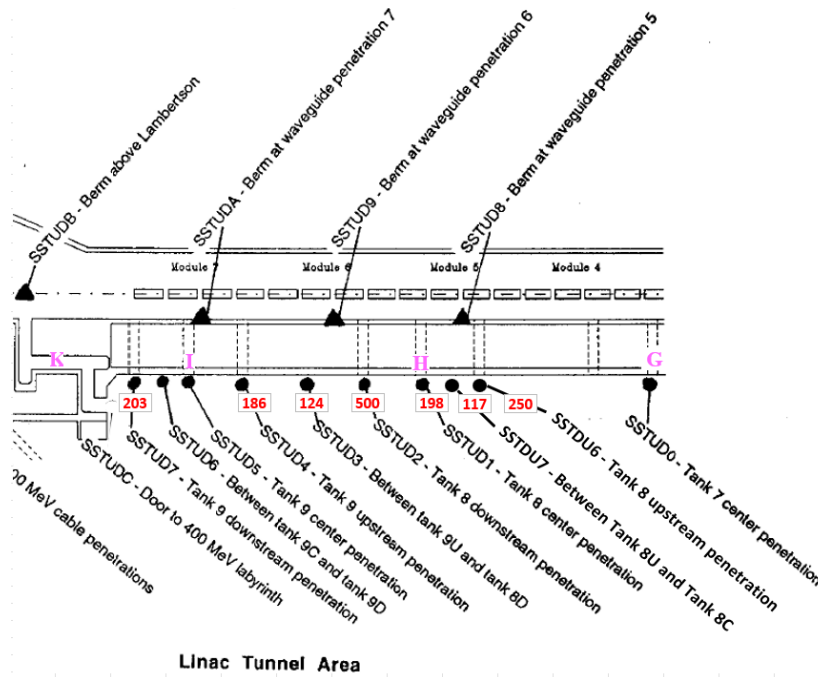 SSTUDB - Berm above Lambertson
SSTUDA - Berm at waveguide penetration 7
SSTUD9 - Berm at waveguide penetration 6
SSTUD8 - Berm at waveguide penetration 5
Module 7
Module 6
Module 5
Module 4
K
I
H
G
203
186
124
500
198
117
250
00 MeV cable penetrations
SSTUDC - Door to 400 MeV labyrinth
SSTUD7 - Tank 9 downstream penetration
SSTUD6 - Between tank 9C and tank 9D
SSTUD5 - Tank 9 center penetration
SSTUD4 - Tank 9 upstream penetration
SSTUD3 - Between tank 9U and tank 8D
SSTUD2 - Tank 8 downstream penetration
SSTUD1 - Tank 8 center penetration
SSTDU7 - Between Tank 8U and Tank 8C
SSTDU6 - Tank 8 upstream penetration
SSTUD0 - Tank 7 center penetration
Linac Tunnel Area